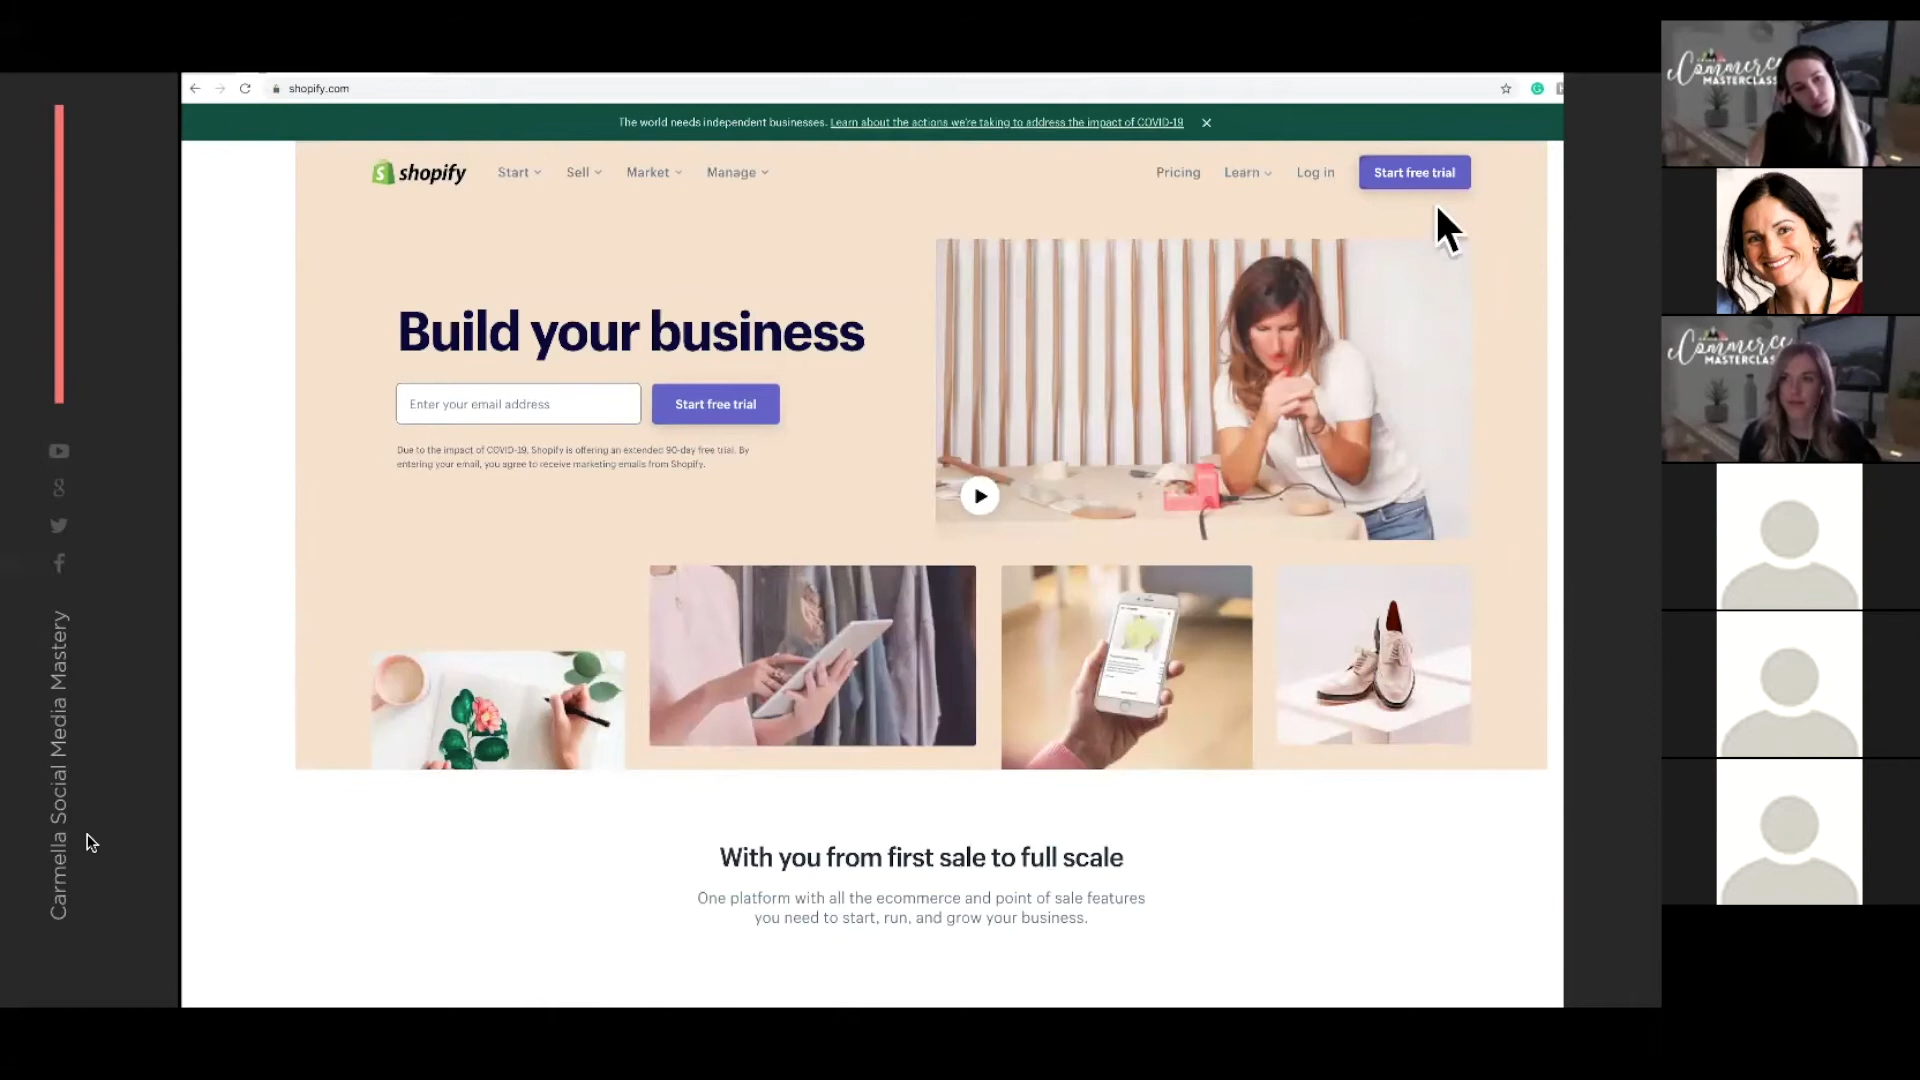 shopify.com
The world needs independent businesses. Learn about the actions we're taking to address the impact of COVID-19
shopify Start Sell Market Manage Pricing Learn Log in Start free trial
Build your business
Enter your email address Start free trial
Due to the impact of COVID-19, Shopify is offering an extended 90-day free trial. By
entering your email, you agree to receive marketing emails from Shopify.
With you from first sale to full scale
One platform with all the ecommerce and point of sale features
you need to start, run, and grow your business.
Carmella Social Media Mastery
eCommerce
MASTERCLASS
eCommerce
MASTERCLAS